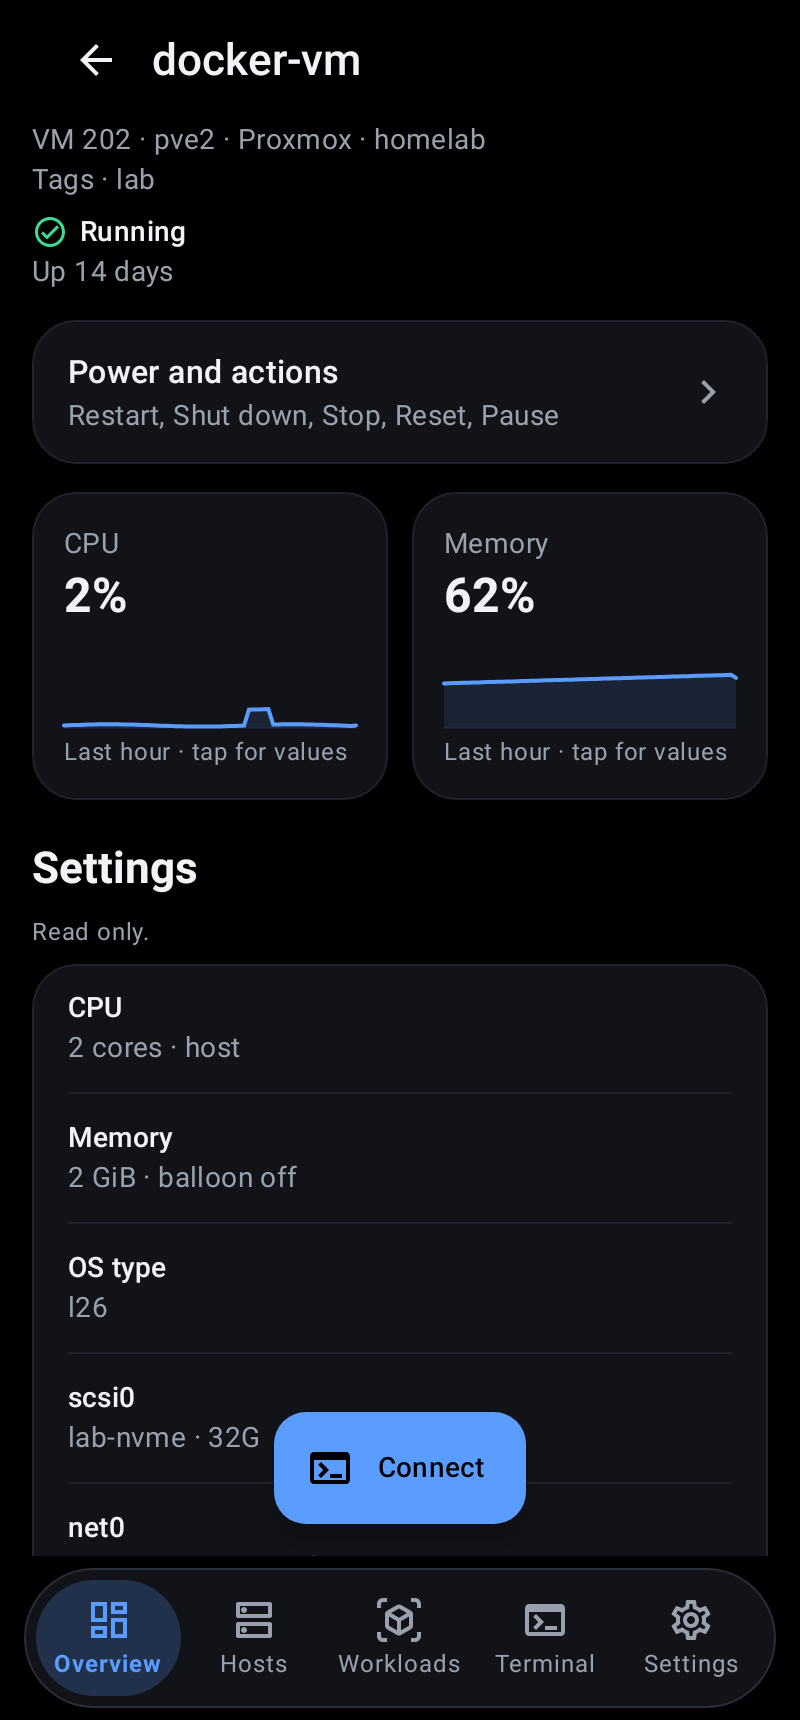 docker-vm
VM 202 · pve2 · Proxmox · homelab
Tags · lab
Running
Up 14 days
Power and actions
Restart, Shut down, Stop, Reset, Pause
CPU
2%
Last hour · tap for values
Memory
62%
Last hour · tap for values
Settings
Read only.
CPU
2 cores · host
Memory
2 GiB · balloon off
OS type
l26
scsi0
lab-nvme · 32G
Connect
net0
Overview
Hosts
Workloads
Terminal
Settings